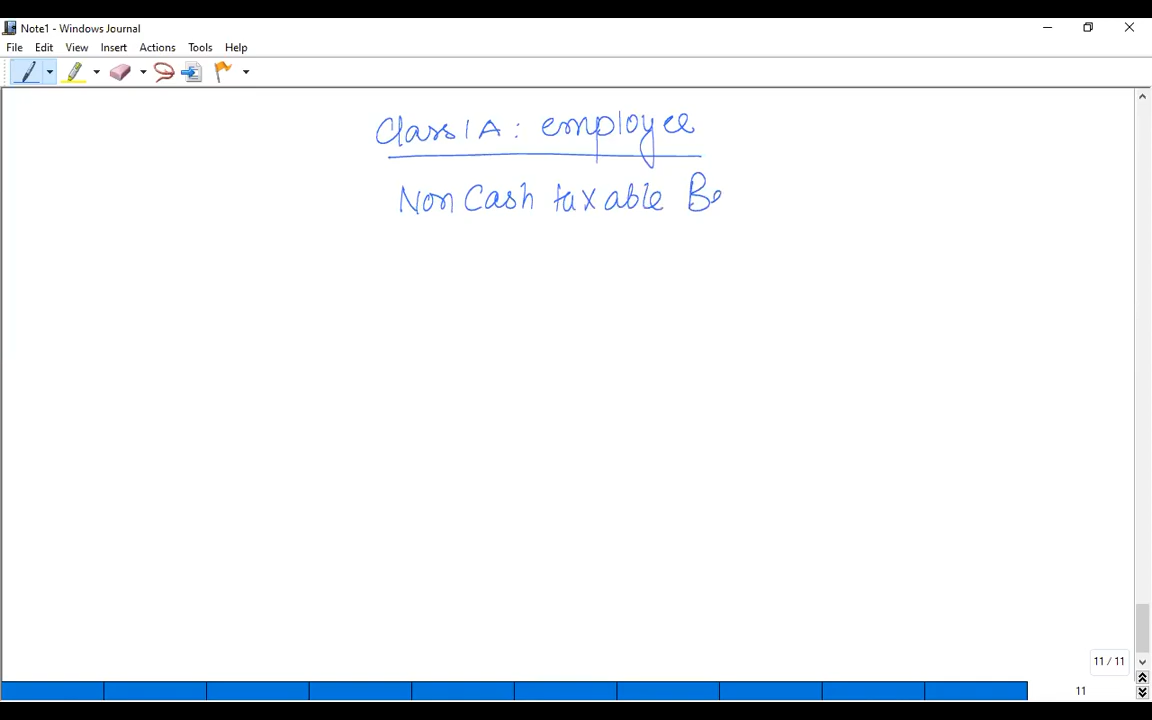 Note1 - Windows Journal
File Edit View Insert Actions Tools Help
Class 1A : employee
Non Cash taxable Be
11 / 11
11